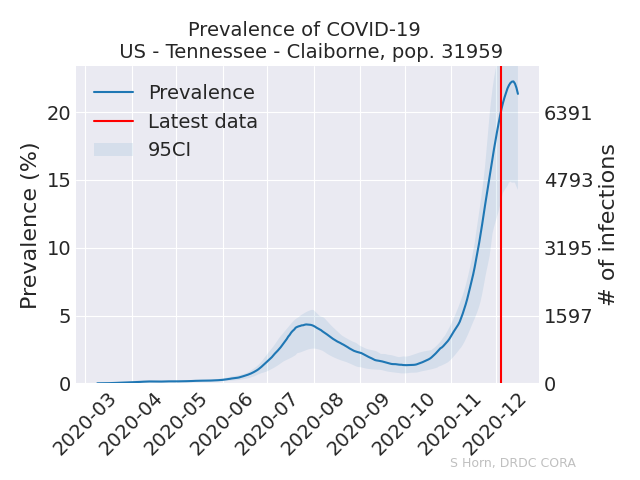 Prevalence of COVID-19
US - Tennessee - Claiborne, pop. 31959
Prevalence
Latest data
95CI
Prevalence (%)
20
15
10
5
0
6391
4793
3195
1597
0
# of infections
2020-03
2020-04
2020-05
2020-06
2020-07
2020-08
2020-09
2020-10
2020-11
2020-12
S Horn, DRDC CORA